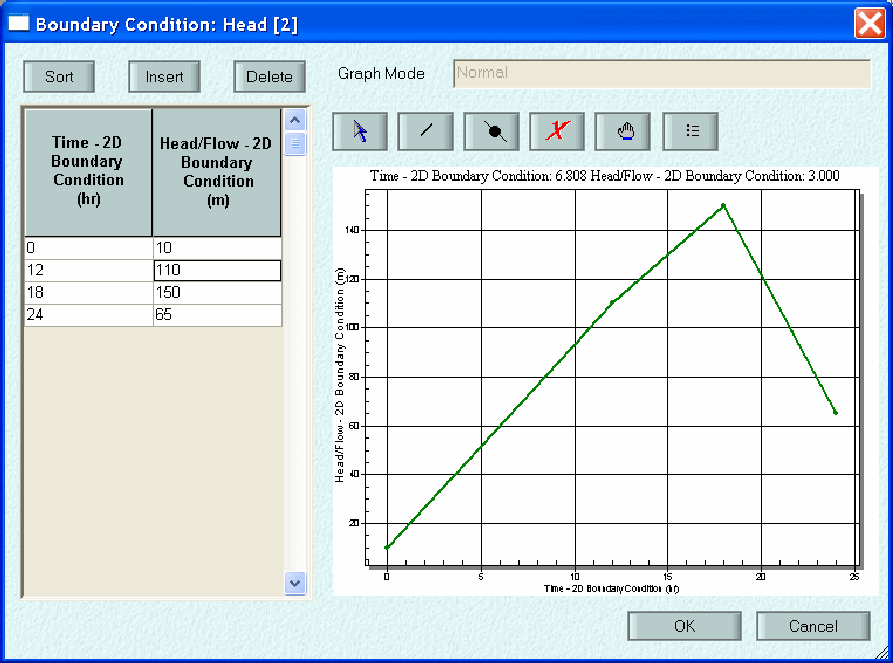 Boundary Condition: Head [2]
Sort
Insert
Delete
Graph Mode
Normal
Time - 2D
Boundary
Condition
(hr)
Head/Flow - 2D
Boundary
Condition
(m)
0 10
12 110
18 150
24 65
Time - 2D Boundary Condition: 6.808 Head/Flow - 2D Boundary Condition: 3.000
Head/Flow - 2D Boundary Condition (m)
140
120
100
80
60
40
20
0 5 10 15 20 25
Time - 2D Boundary Condition (hr)
OK
Cancel